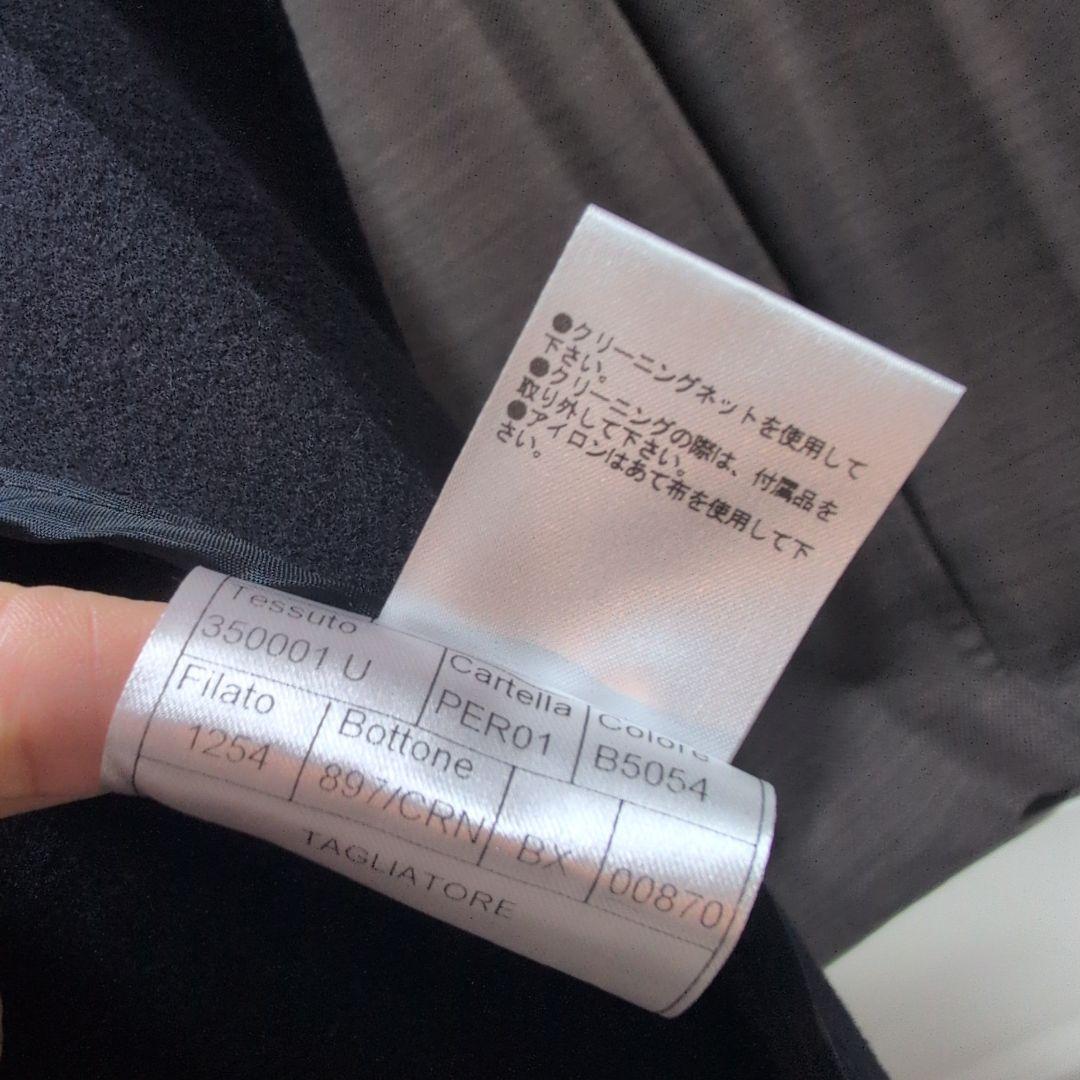 ●クリーニングネットを使用して
下さい。
●クリーニングの際は、付属品を
取り外して下さい。
●アイロンはあて布を使用して下
さい。
Tessuto Cartella Colore
350001 U PER01 B5054
Filato Bottone
1254 897/CRN BX 00870
TAGLIATORE